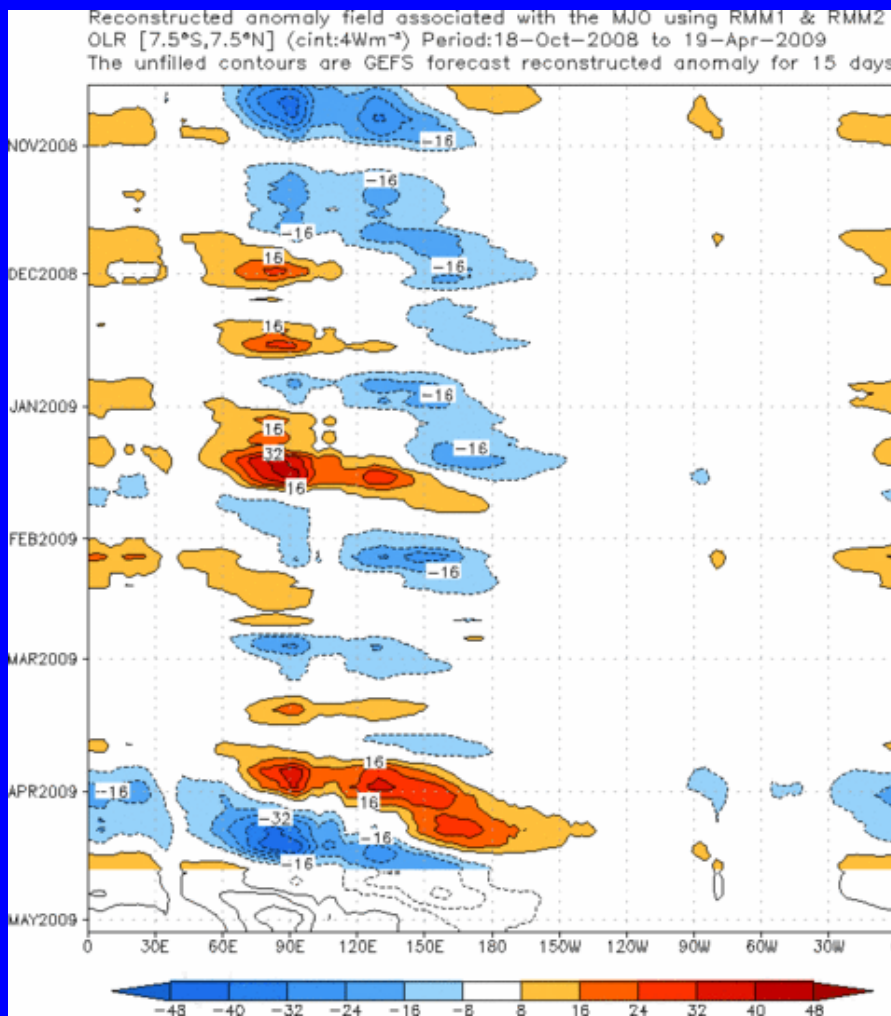 Reconstructed anomaly field associated with the MJO using RMM1 & RMM2
OLR [7.5°S,7.5°N] (cint:4Wm⁻²) Period:18-Oct-2008 to 19-Apr-2009
The unfilled contours are GEFS forecast reconstructed anomaly for 15 days
NOV2008
-16
-16
-16
16
DEC2008
-16
16
JAN2009
-16
16
32
-16
16
FEB2009
-16
MAR2009
16
APR2009
-16
16
-32
-16
-16
MAY2009
0 30E 60E 90E 120E 150E 180 150W 120W 90W 60W 30W
-48 -40 -32 -24 -16 -8 8 16 24 32 40 48